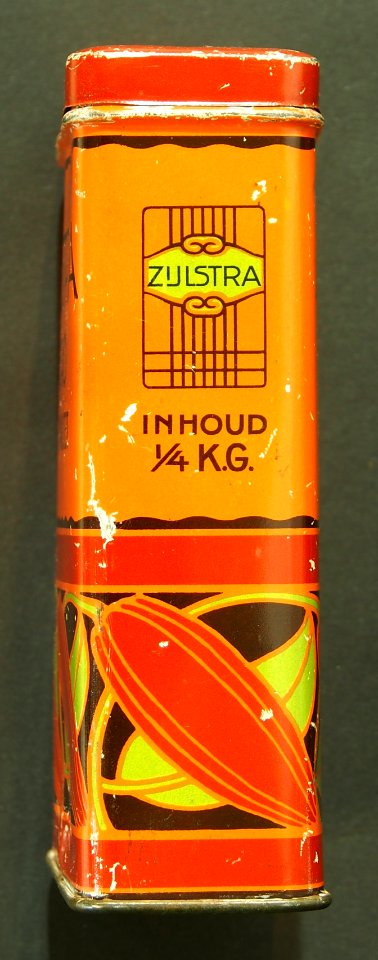 ZIJLSTRA
INHOUD
1/4 K.G.